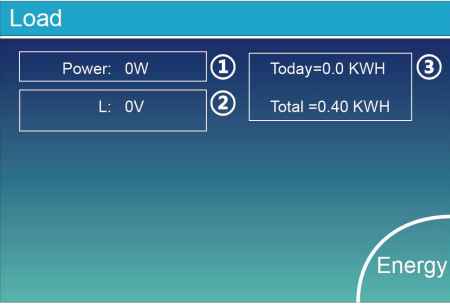 Load
Power: 0W ①
L: 0V ②
Today=0.0 KWH ③
Total =0.40 KWH
Energy